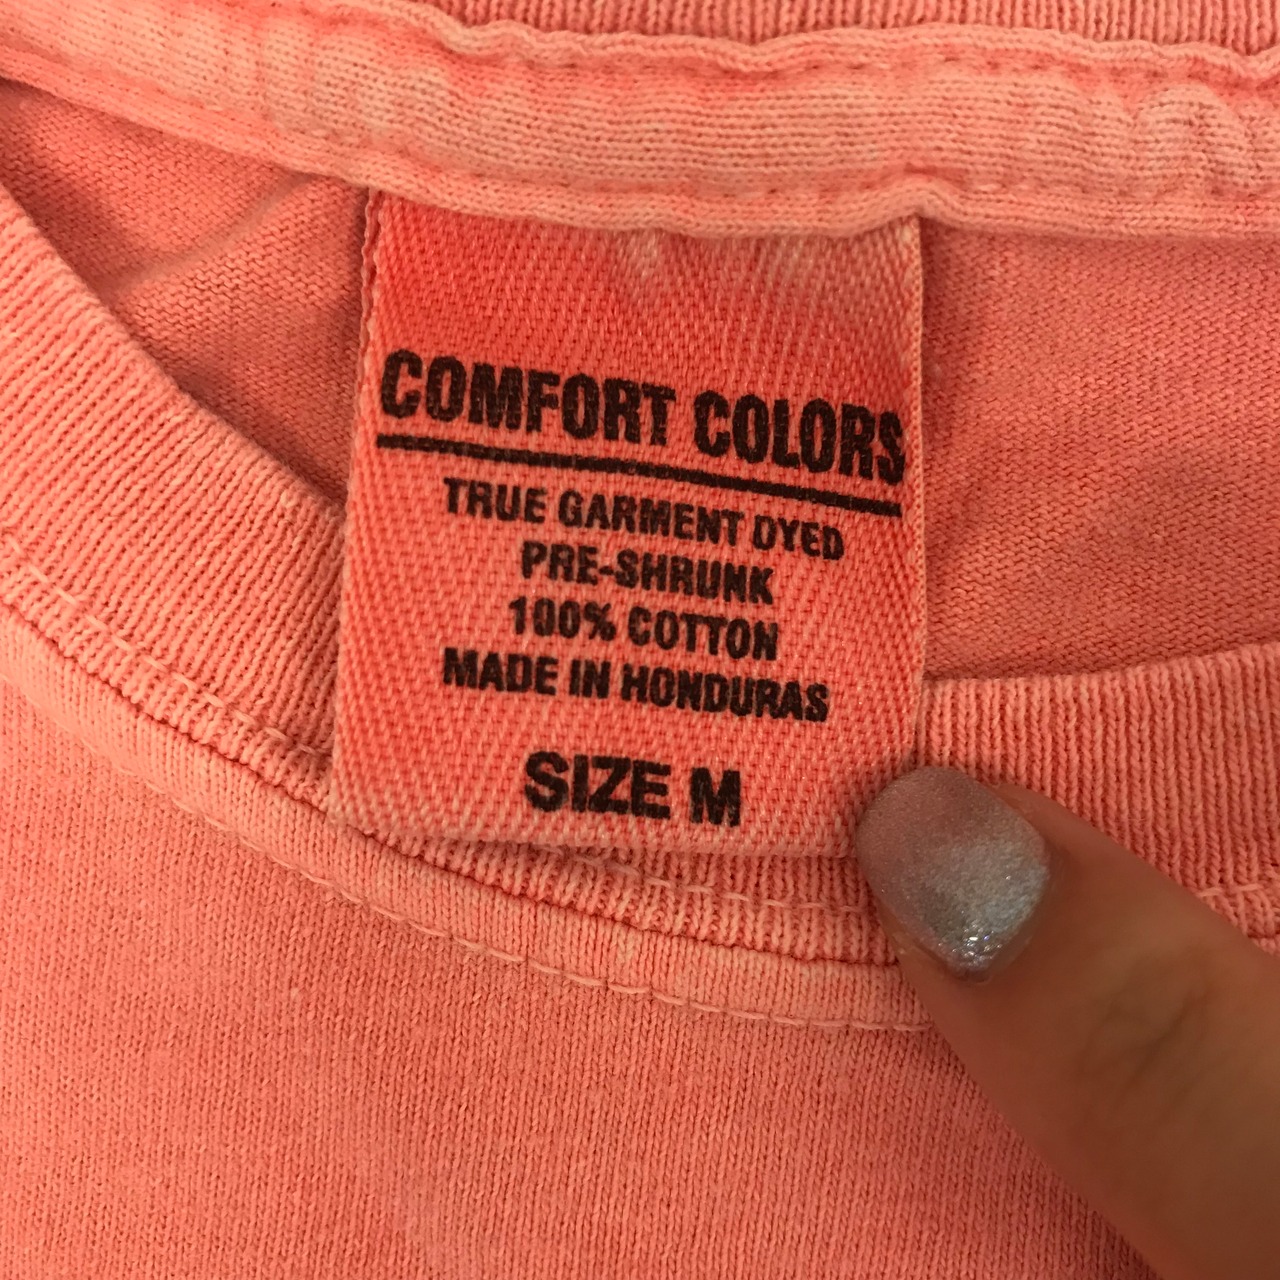 COMFORT COLORS
TRUE GARMENT DYED
PRE-SHRUNK
100% COTTON
MADE IN HONDURAS
SIZE M